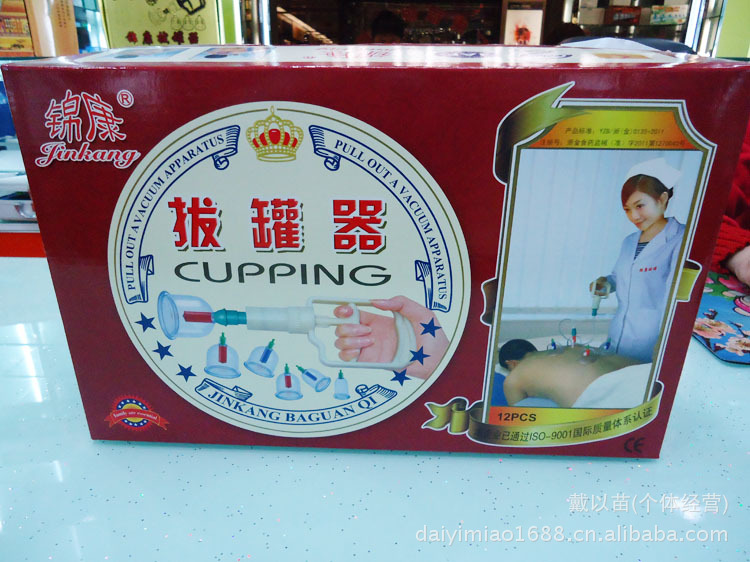 锦康®
Jinkang
PULL OUT A VACUUM APPARATUS
PULL OUT A VACUUM APPARATUS
拔罐器
CUPPING
JINKANG BAGUAN QI
12PCS
已通过ISO-9001国际质量体系认证
CE
戴以苗(个体经营)
daiyimiao1688.cn.alibaba.com